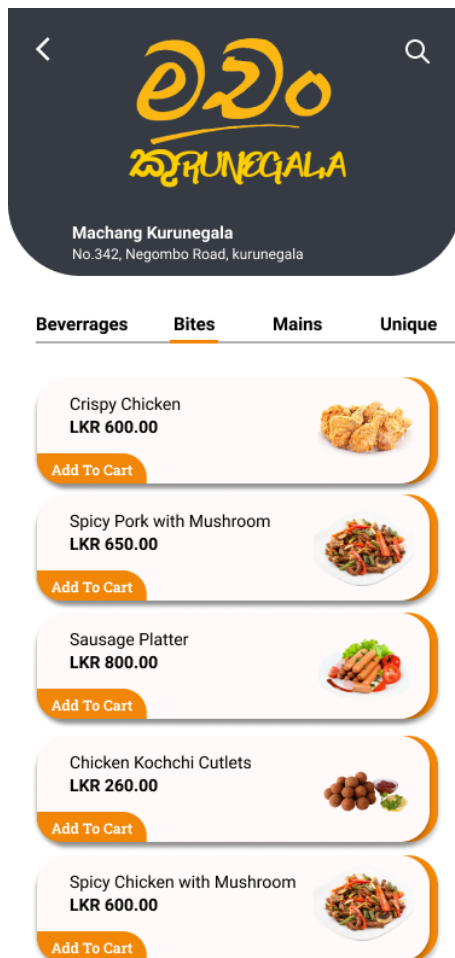 මචං
කුRUNEGALA
Machang Kurunegala
No.342, Negombo Road, kurunegala
Beverrages Bites Mains Unique
Crispy Chicken
LKR 600.00
Add To Cart
Spicy Pork with Mushroom
LKR 650.00
Add To Cart
Sausage Platter
LKR 800.00
Add To Cart
Chicken Kochchi Cutlets
LKR 260.00
Add To Cart
Spicy Chicken with Mushroom
LKR 600.00
Add To Cart